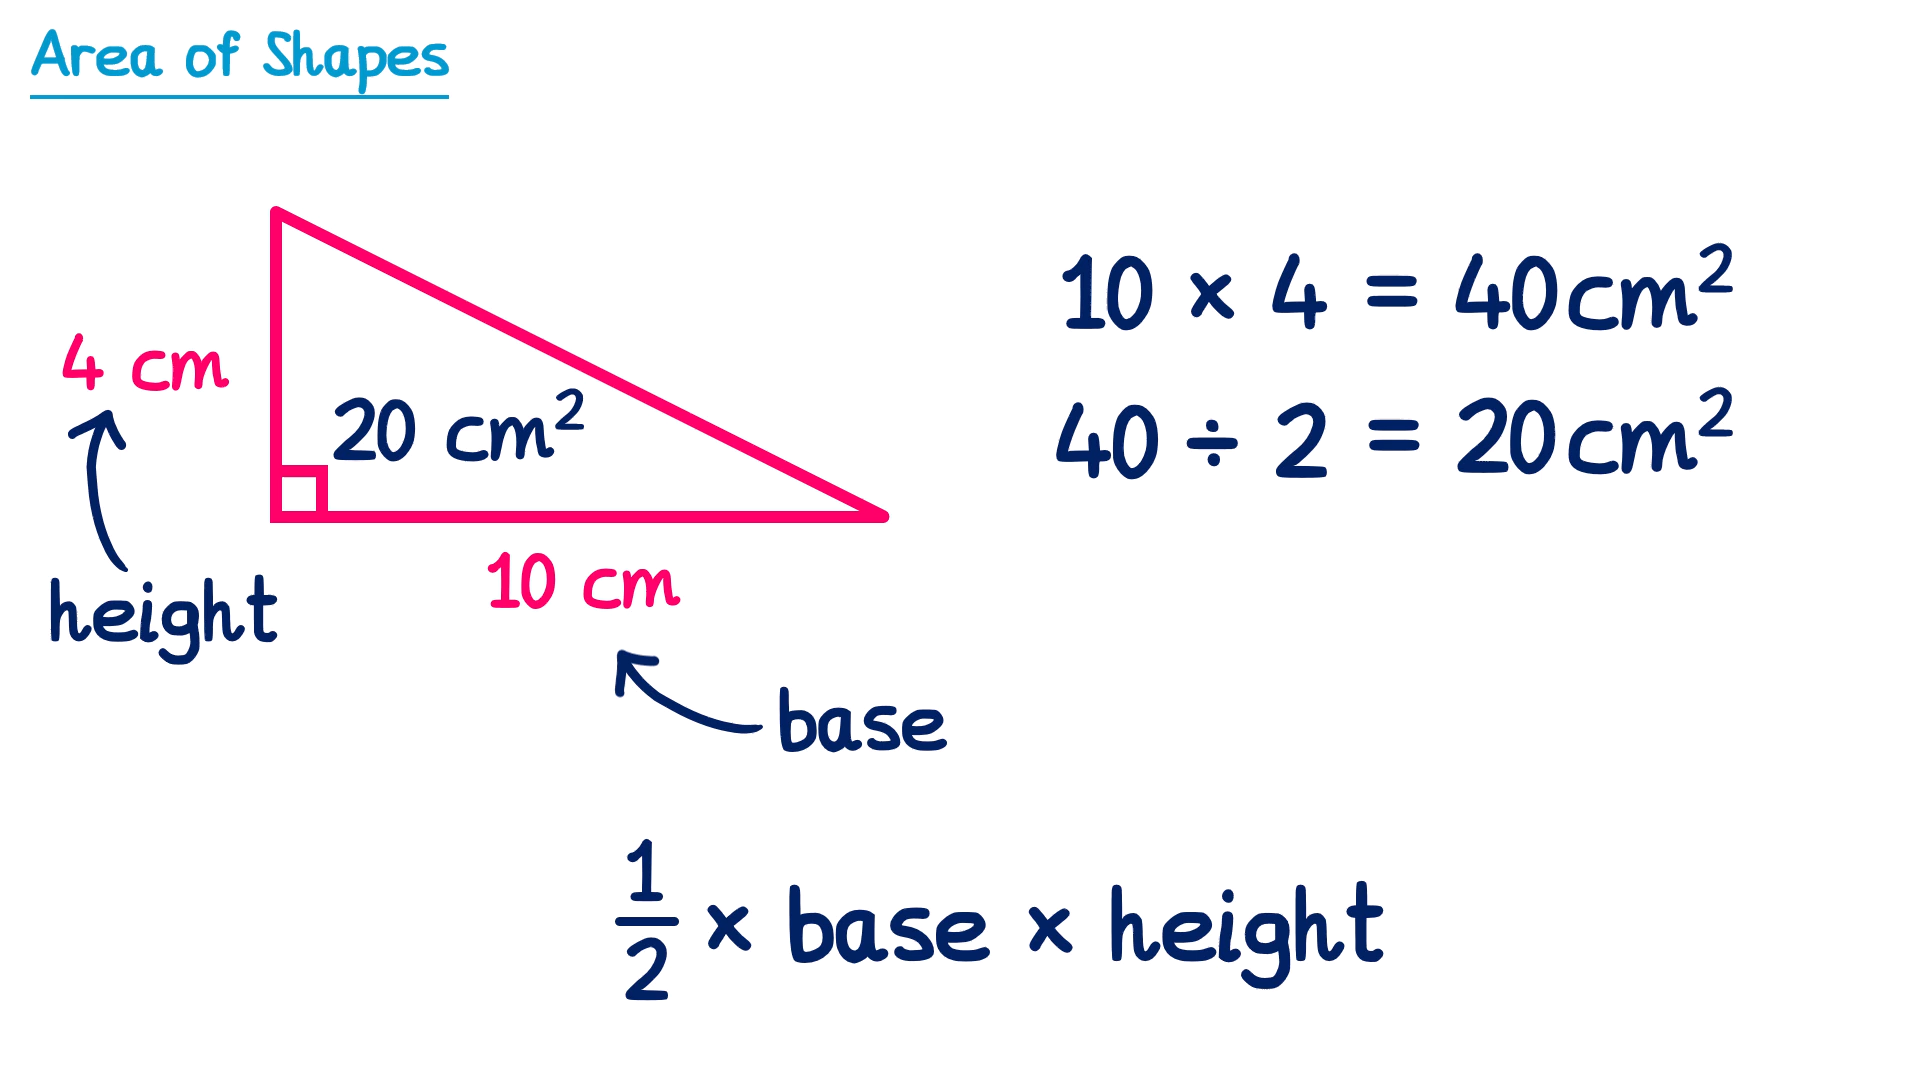 Area of Shapes
10 × 4 = 40cm²
4 cm
20 cm²
40 ÷ 2 = 20cm²
height
10 cm
base
1/2 × base × height